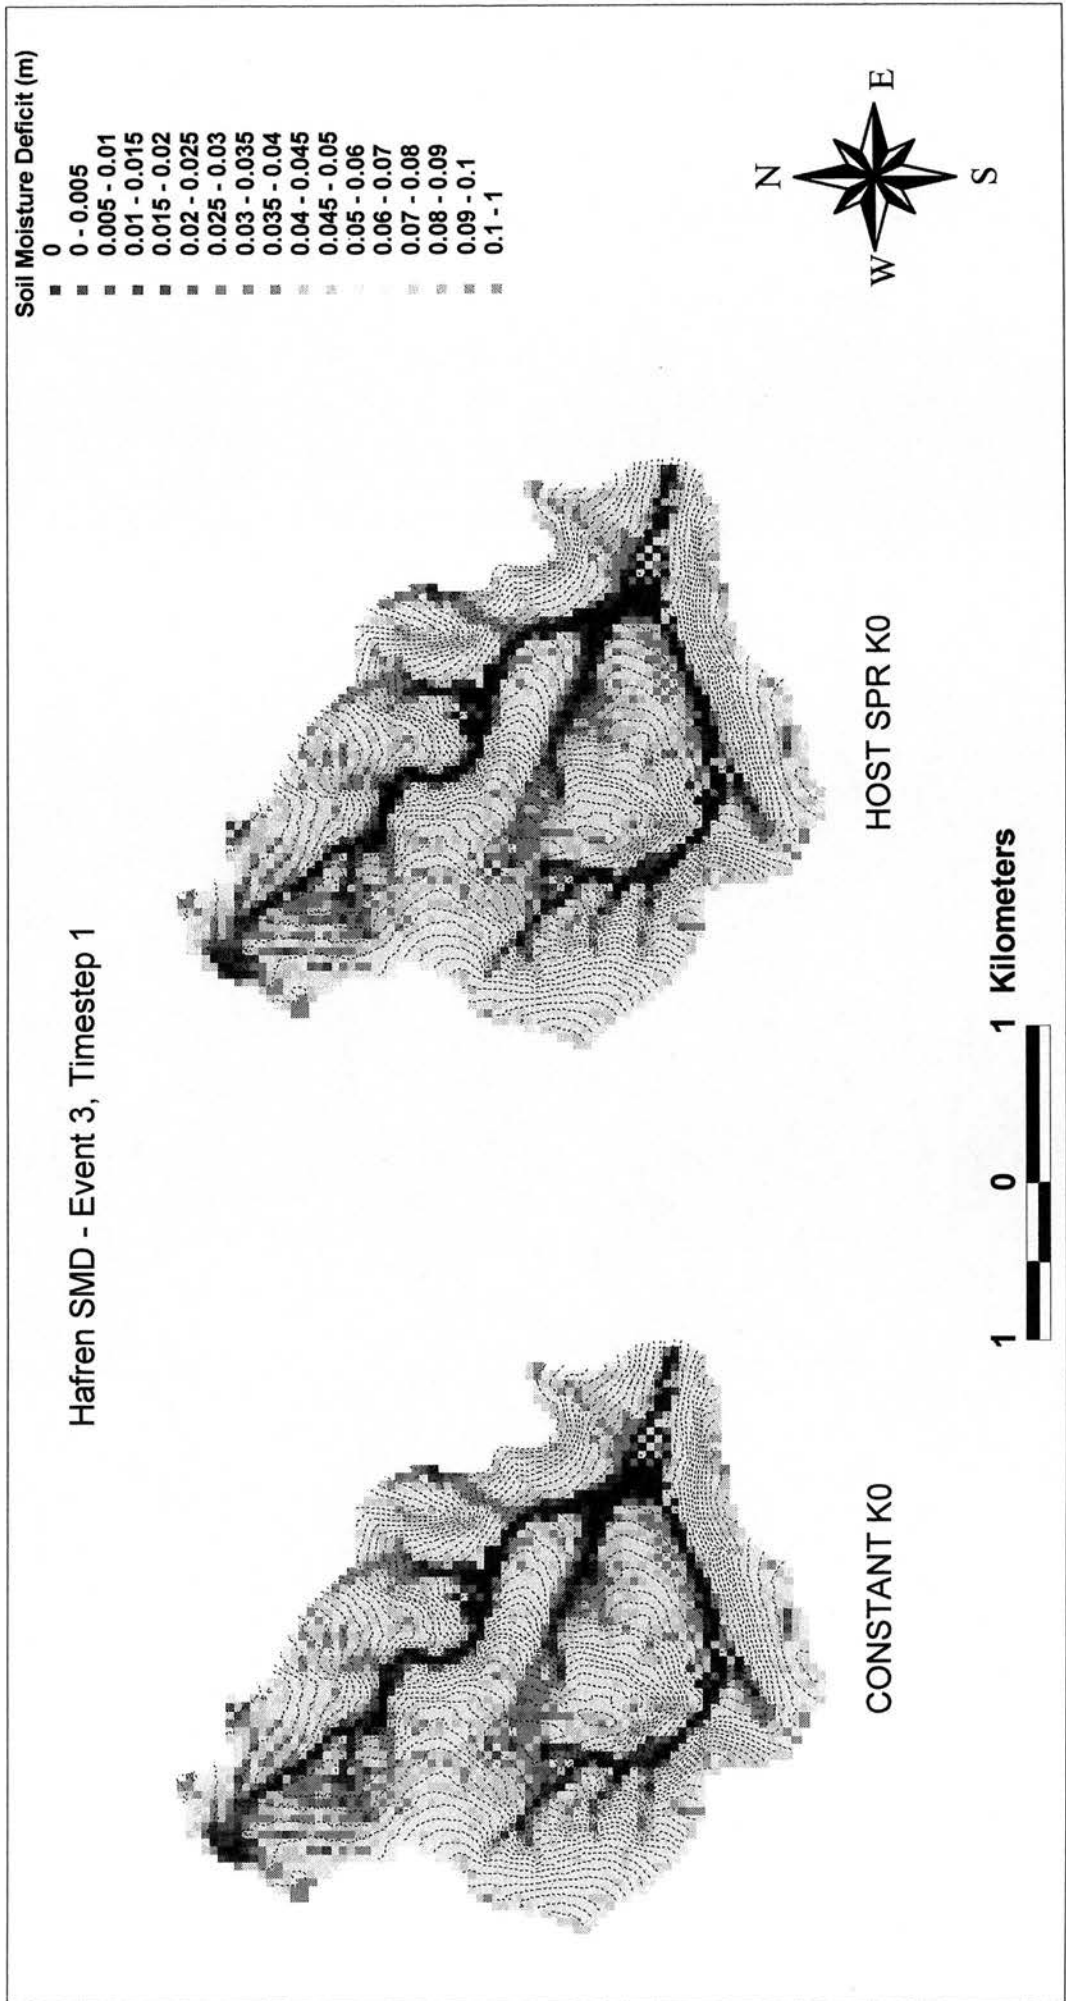 Hafren SMD - Event 3, Timestep 1
Soil Moisture Deficit (m)
0
0 - 0.005
0.005 - 0.01
0.01 - 0.015
0.015 - 0.02
0.02 - 0.025
0.025 - 0.03
0.03 - 0.035
0.035 - 0.04
0.04 - 0.045
0.045 - 0.05
0.05 - 0.06
0.06 - 0.07
0.07 - 0.08
0.08 - 0.09
0.09 - 0.1
0.1 - 1
CONSTANT K0
HOST SPR K0
N
W E
S
1 0 1 Kilometers